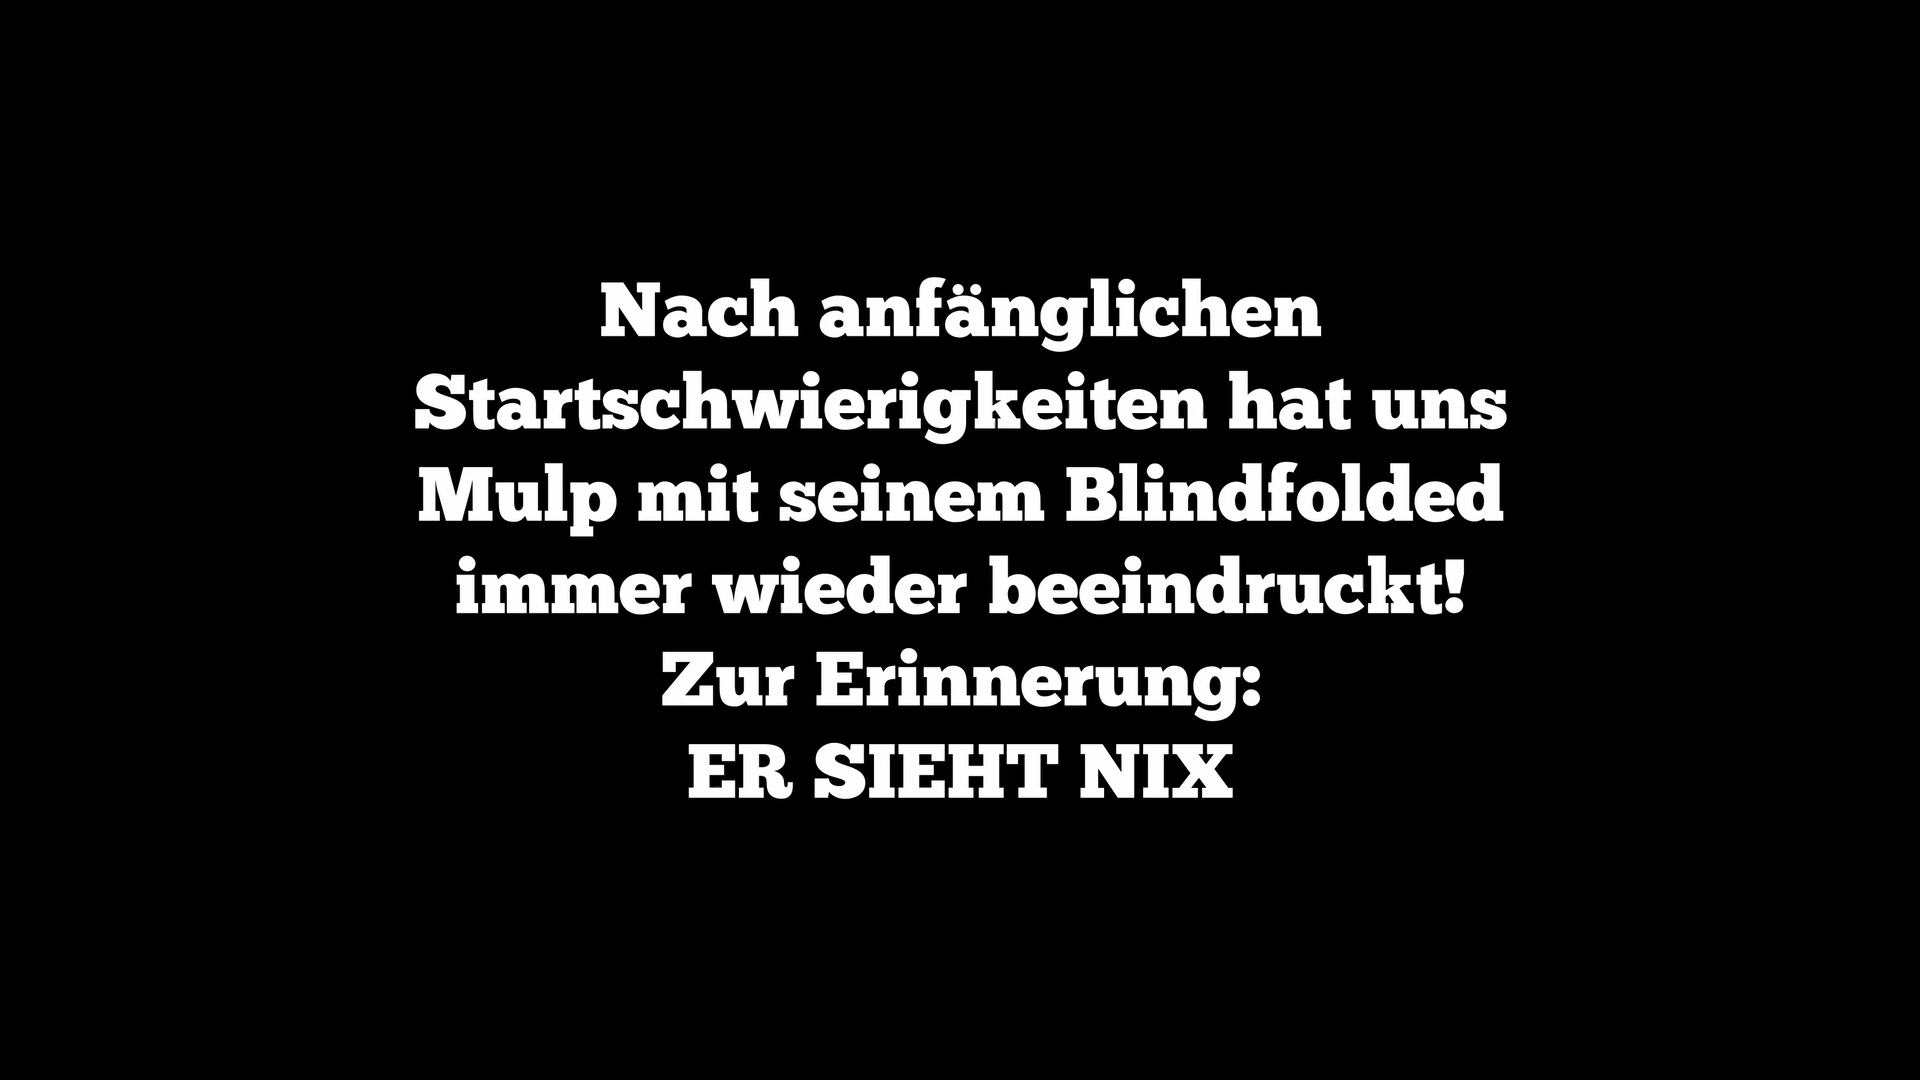 Nach anfänglichen
Startschwierigkeiten hat uns
Mulp mit seinem Blindfolded
immer wieder beeindruckt!
Zur Erinnerung:
ER SIEHT NIX